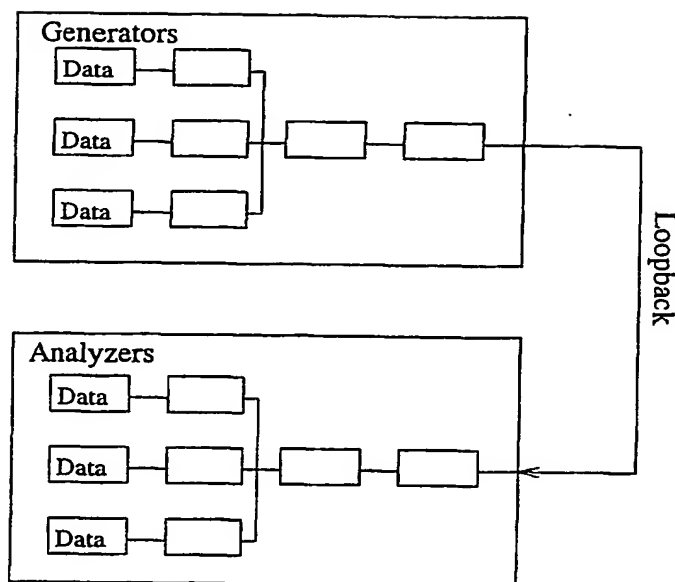 Generators
Data
Data
Data
Loopback
Analyzers
Data
Data
Data